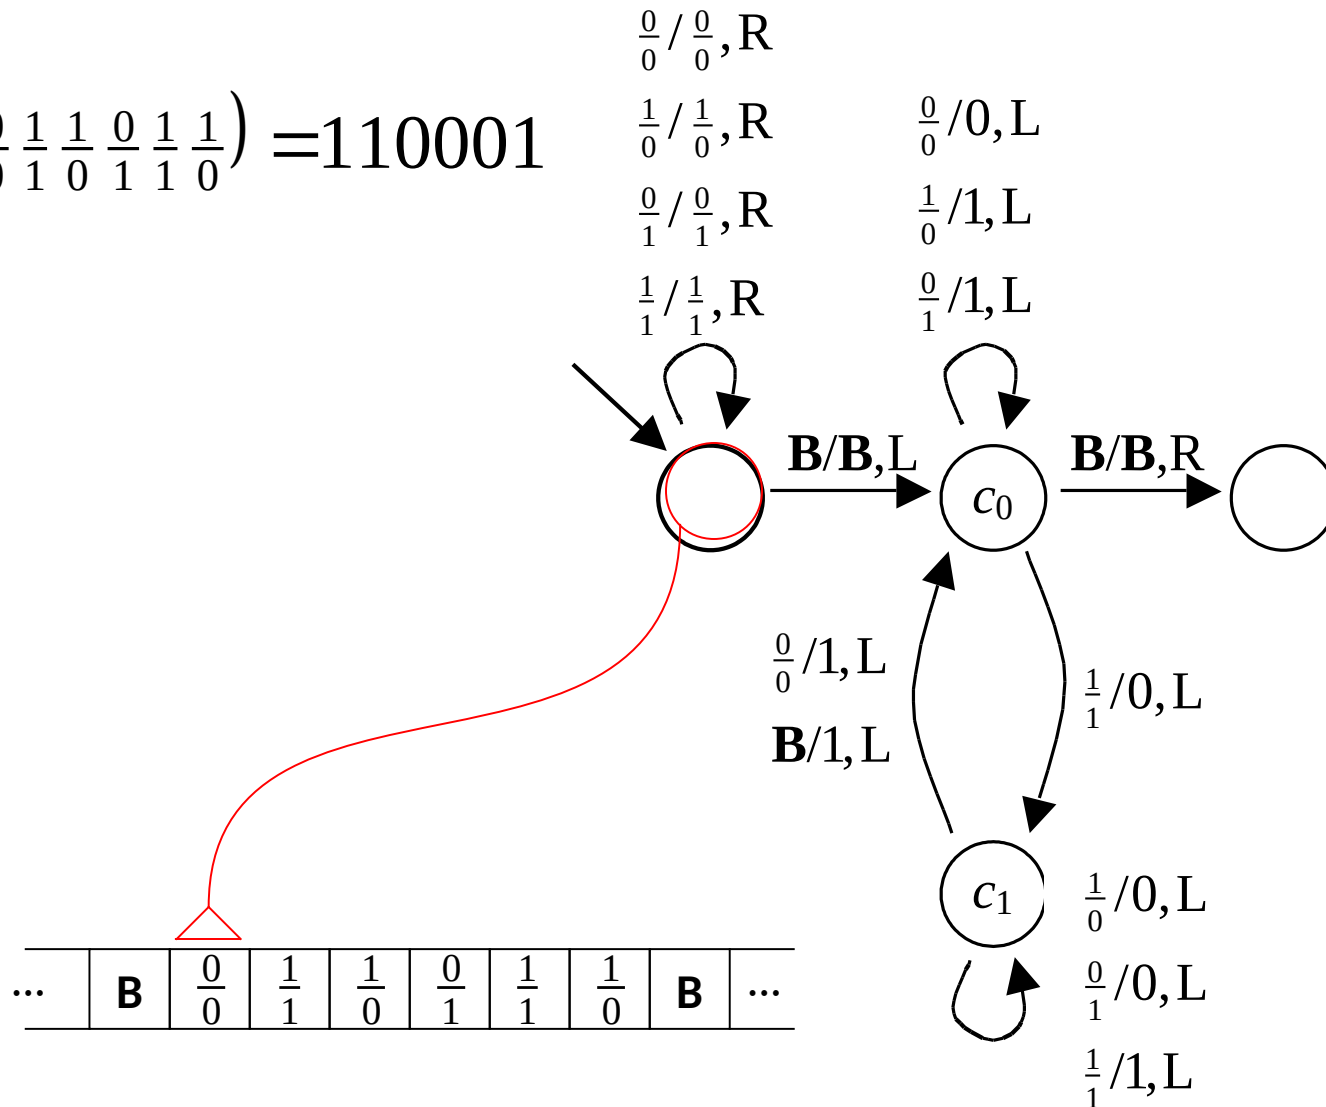 0/0 1/1 1/0 0/1 1/1 1/0) =110001
0/0 / 0/0, R
1/0 / 1/0, R
0/1 / 0/1, R
1/1 / 1/1, R
0/0 /0, L
1/0 /1, L
0/1 /1, L
B/B, L
c₀
B/B, R
0/0 /1, L
B/1, L
1/1 /0, L
c₁
1/0 /0, L
0/1 /0, L
1/1 /1, L
... B 0/0 1/1 1/0 0/1 1/1 1/0 B ...